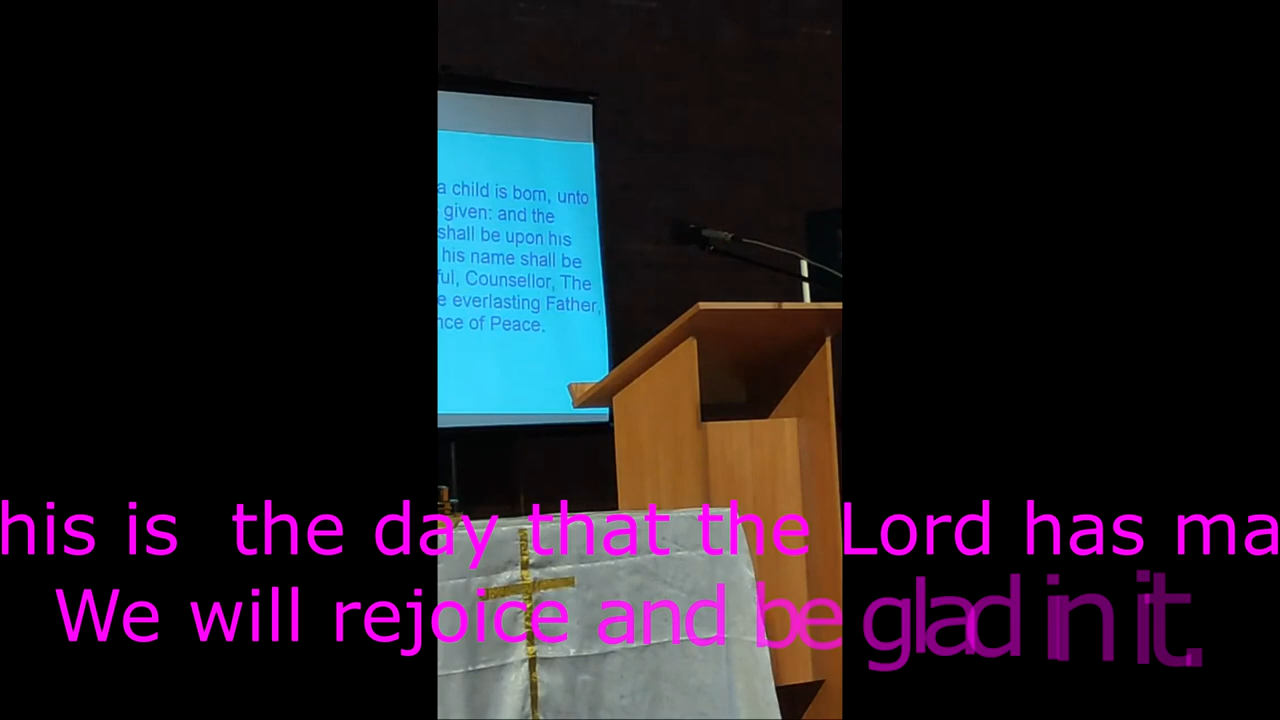 a child is born, unto
given: and the
shall be upon his
his name shall be
ful, Counsellor, The
e everlasting Father,
nce of Peace.
his is the day that the Lord has ma
We will rejoice and be glad in it.